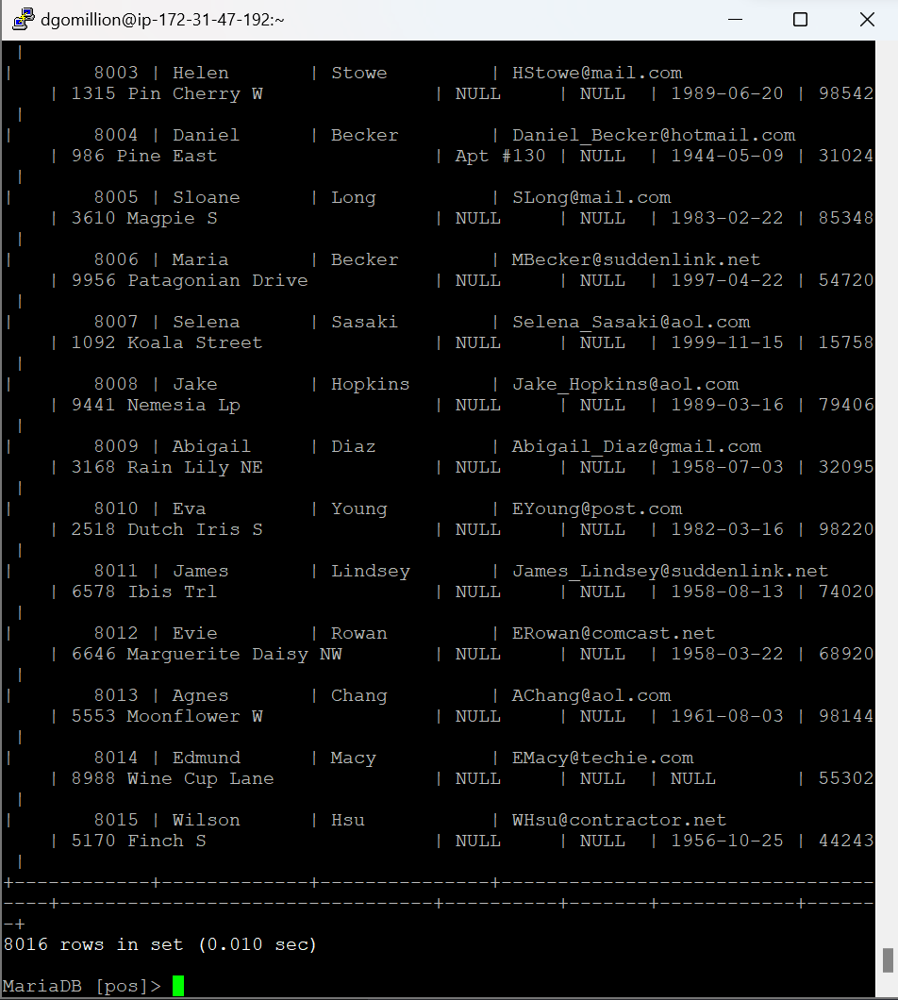 dgomillion@ip-172-31-47-192:~
|
|        8003 | Helen       | Stowe         | HStowe@mail.com
    | 1315 Pin Cherry W               | NULL     | NULL  | 1989-06-20 | 98542
 |
|        8004 | Daniel      | Becker        | Daniel_Becker@hotmail.com
    | 986 Pine East                   | Apt #130 | NULL  | 1944-05-09 | 31024
 |
|        8005 | Sloane      | Long          | SLong@mail.com
    | 3610 Magpie S                   | NULL     | NULL  | 1983-02-22 | 85348
 |
|        8006 | Maria       | Becker        | MBecker@suddenlink.net
    | 9956 Patagonian Drive           | NULL     | NULL  | 1997-04-22 | 54720
 |
|        8007 | Selena      | Sasaki        | Selena_Sasaki@aol.com
    | 1092 Koala Street               | NULL     | NULL  | 1999-11-15 | 15758
 |
|        8008 | Jake        | Hopkins       | Jake_Hopkins@aol.com
    | 9441 Nemesia Lp                 | NULL     | NULL  | 1989-03-16 | 79406
 |
|        8009 | Abigail     | Diaz          | Abigail_Diaz@gmail.com
    | 3168 Rain Lily NE               | NULL     | NULL  | 1958-07-03 | 32095
 |
|        8010 | Eva         | Young         | EYoung@post.com
    | 2518 Dutch Iris S               | NULL     | NULL  | 1982-03-16 | 98220
 |
|        8011 | James       | Lindsey       | James_Lindsey@suddenlink.net
    | 6578 Ibis Trl                   | NULL     | NULL  | 1958-08-13 | 74020
 |
|        8012 | Evie        | Rowan         | ERowan@comcast.net
    | 6646 Marguerite Daisy NW        | NULL     | NULL  | 1958-03-22 | 68920
 |
|        8013 | Agnes       | Chang         | AChang@aol.com
    | 5553 Moonflower W               | NULL     | NULL  | 1961-08-03 | 98144
 |
|        8014 | Edmund      | Macy          | EMacy@techie.com
    | 8988 Wine Cup Lane              | NULL     | NULL  | NULL       | 55302
 |
|        8015 | Wilson      | Hsu           | WHsu@contractor.net
    | 5170 Finch S                    | NULL     | NULL  | 1956-10-25 | 44243
 |
+------------+-------------+---------------+---------------------------------
----+---------------------------------+----------+-------+------------+------
-+
8016 rows in set (0.010 sec)
MariaDB [pos]>